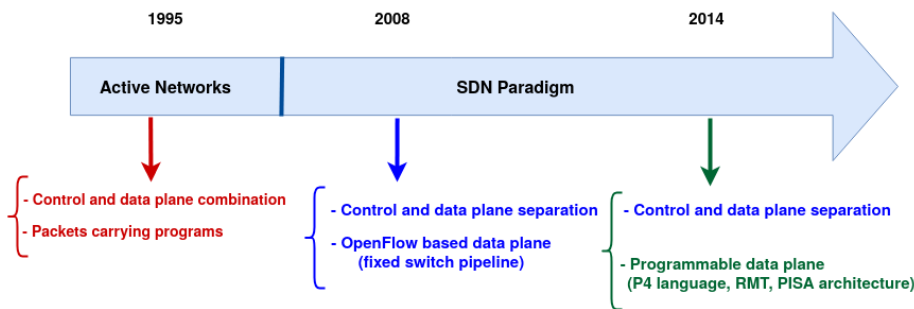 1995
2008
2014
Active Networks
SDN Paradigm
- Control and data plane combination
- Packets carrying programs
- Control and data plane separation
- OpenFlow based data plane
(fixed switch pipeline)
- Control and data plane separation
- Programmable data plane
(P4 language, RMT, PISA architecture)